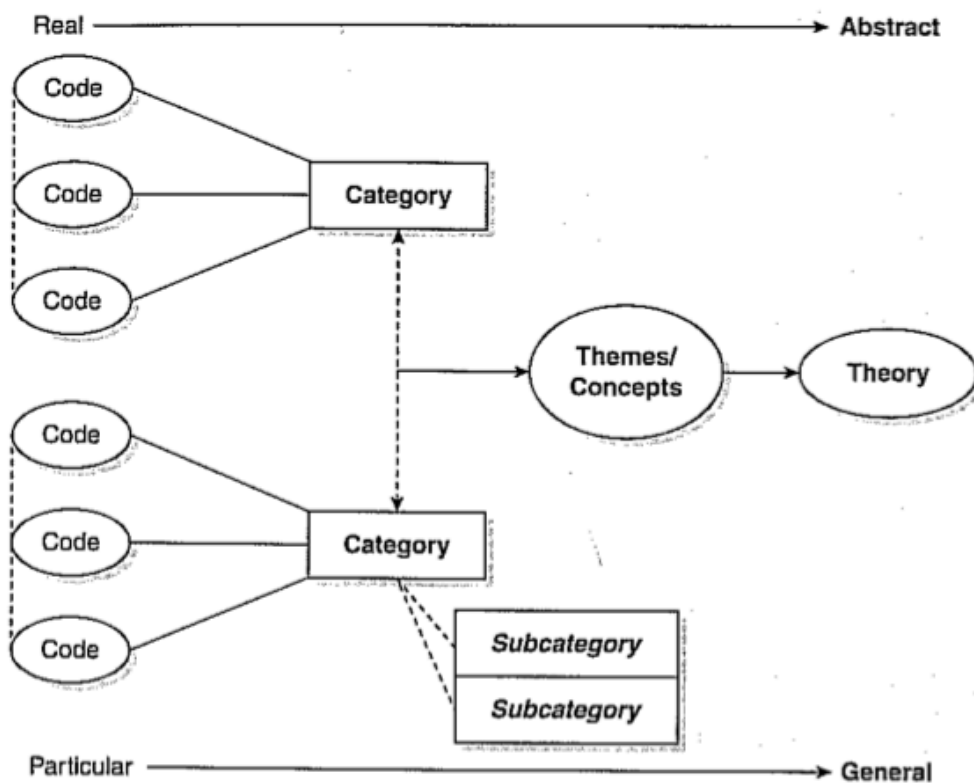 Real
Abstract
Code
Code
Category
Code
Themes/
Concepts
Theory
Code
Code
Category
Code
Subcategory
Subcategory
Particular
General